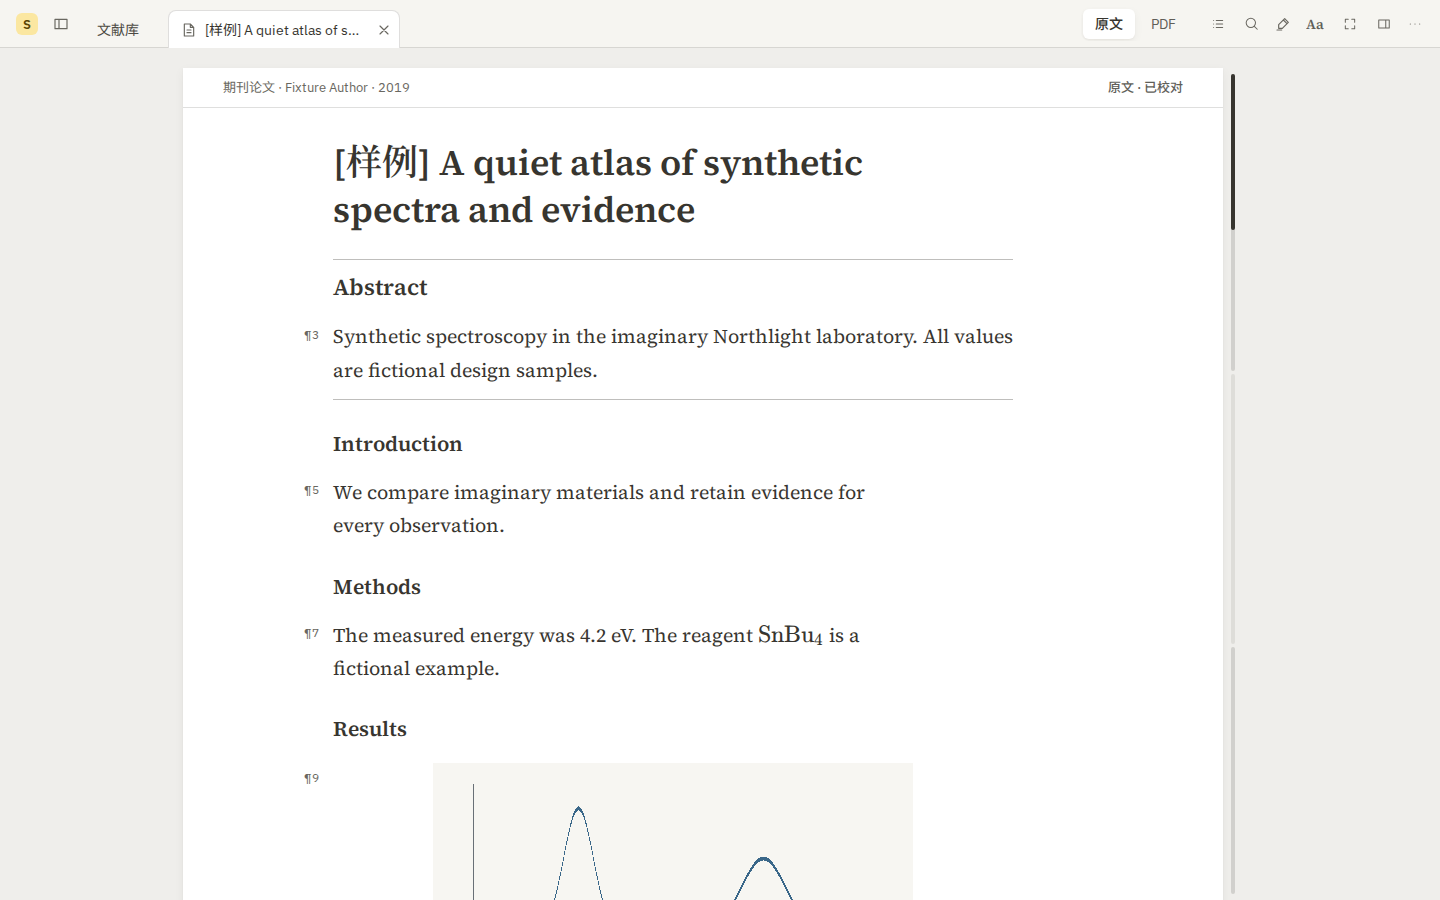 S
文献库
[样例] A quiet atlas of s...
原文
PDF
Aa
期刊论文 · Fixture Author · 2019
原文 · 已校对
[样例] A quiet atlas of synthetic
spectra and evidence
Abstract
¶3 Synthetic spectroscopy in the imaginary Northlight laboratory. All values
are fictional design samples.
Introduction
¶5 We compare imaginary materials and retain evidence for
every observation.
Methods
¶7 The measured energy was 4.2 eV. The reagent SnBu₄ is a
fictional example.
Results
¶9